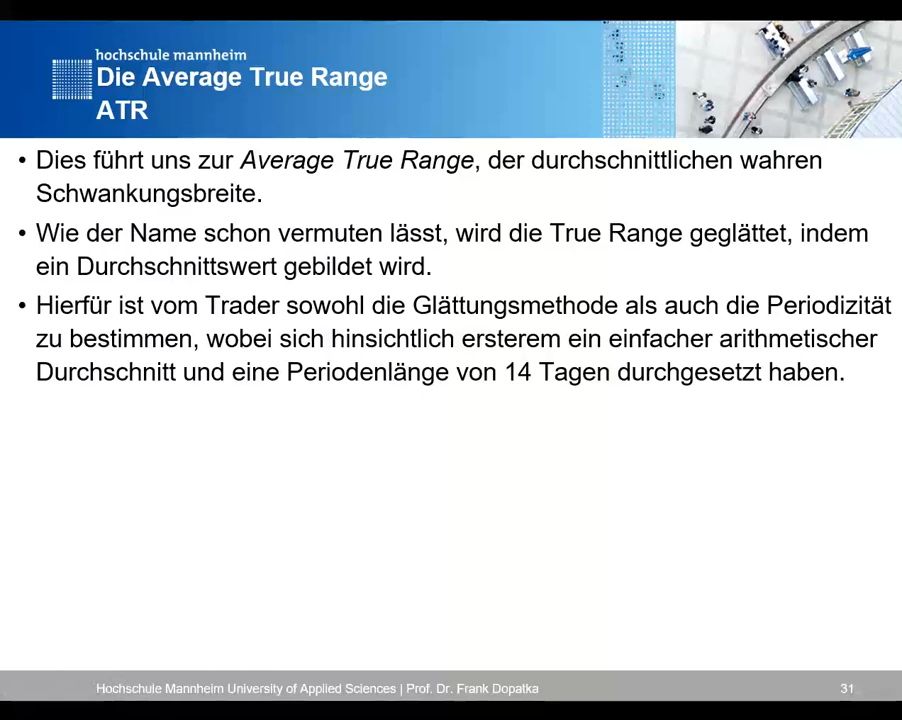 hochschule mannheim
Die Average True Range
ATR
• Dies führt uns zur Average True Range, der durchschnittlichen wahren
Schwankungsbreite.
• Wie der Name schon vermuten lässt, wird die True Range geglättet, indem
ein Durchschnittswert gebildet wird.
• Hierfür ist vom Trader sowohl die Glättungsmethode als auch die Periodizität
zu bestimmen, wobei sich hinsichtlich ersterem ein einfacher arithmetischer
Durchschnitt und eine Periodenlänge von 14 Tagen durchgesetzt haben.
Hochschule Mannheim University of Applied Sciences | Prof. Dr. Frank Dopatka
31